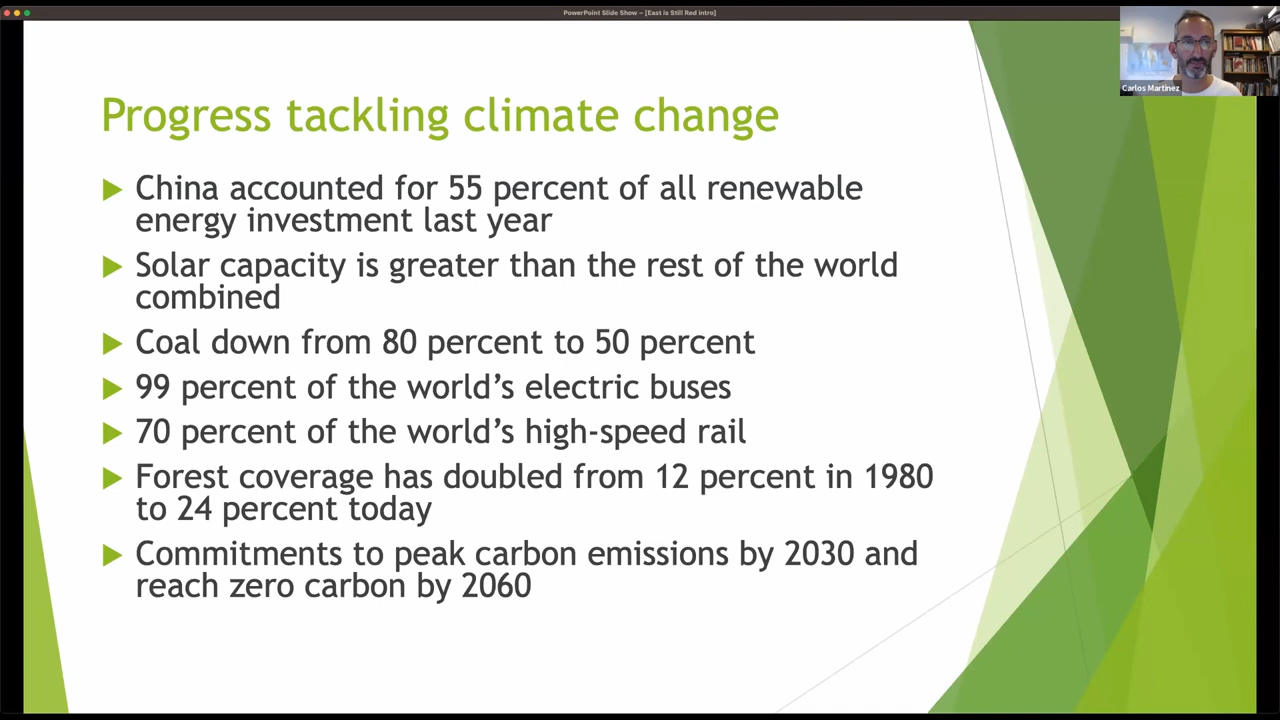 PowerPoint Slide Show – [East is Still Red intro]
Carlos Martinez
Progress tackling climate change
China accounted for 55 percent of all renewable
energy investment last year
Solar capacity is greater than the rest of the world
combined
Coal down from 80 percent to 50 percent
99 percent of the world’s electric buses
70 percent of the world’s high-speed rail
Forest coverage has doubled from 12 percent in 1980
to 24 percent today
Commitments to peak carbon emissions by 2030 and
reach zero carbon by 2060